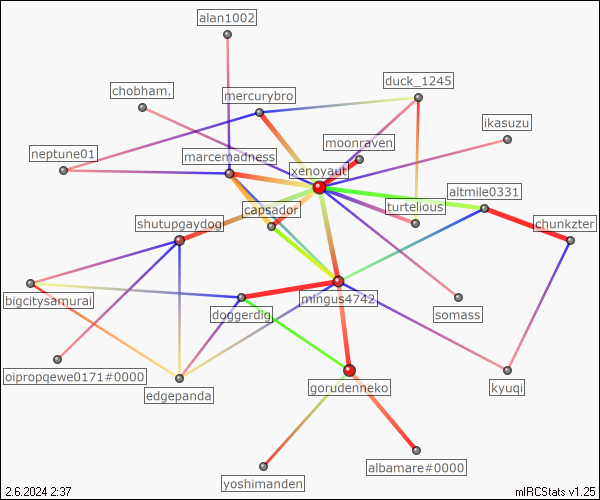 alan1002
duck_1245
chobham.
mercurybro
ikasuzu
moonraven
neptune01
marcemadness
xenoyaut
altmile0331
turtelious
capsador
shutupgaydog
chunkzter
bigcitysamurai
mingus4742
doggerdig
somass
oipropqewe0171#0000
gorudenneko
kyuqi
edgepanda
albamare#0000
yoshimanden
2.6.2024 2:37
mIRCStats v1.25